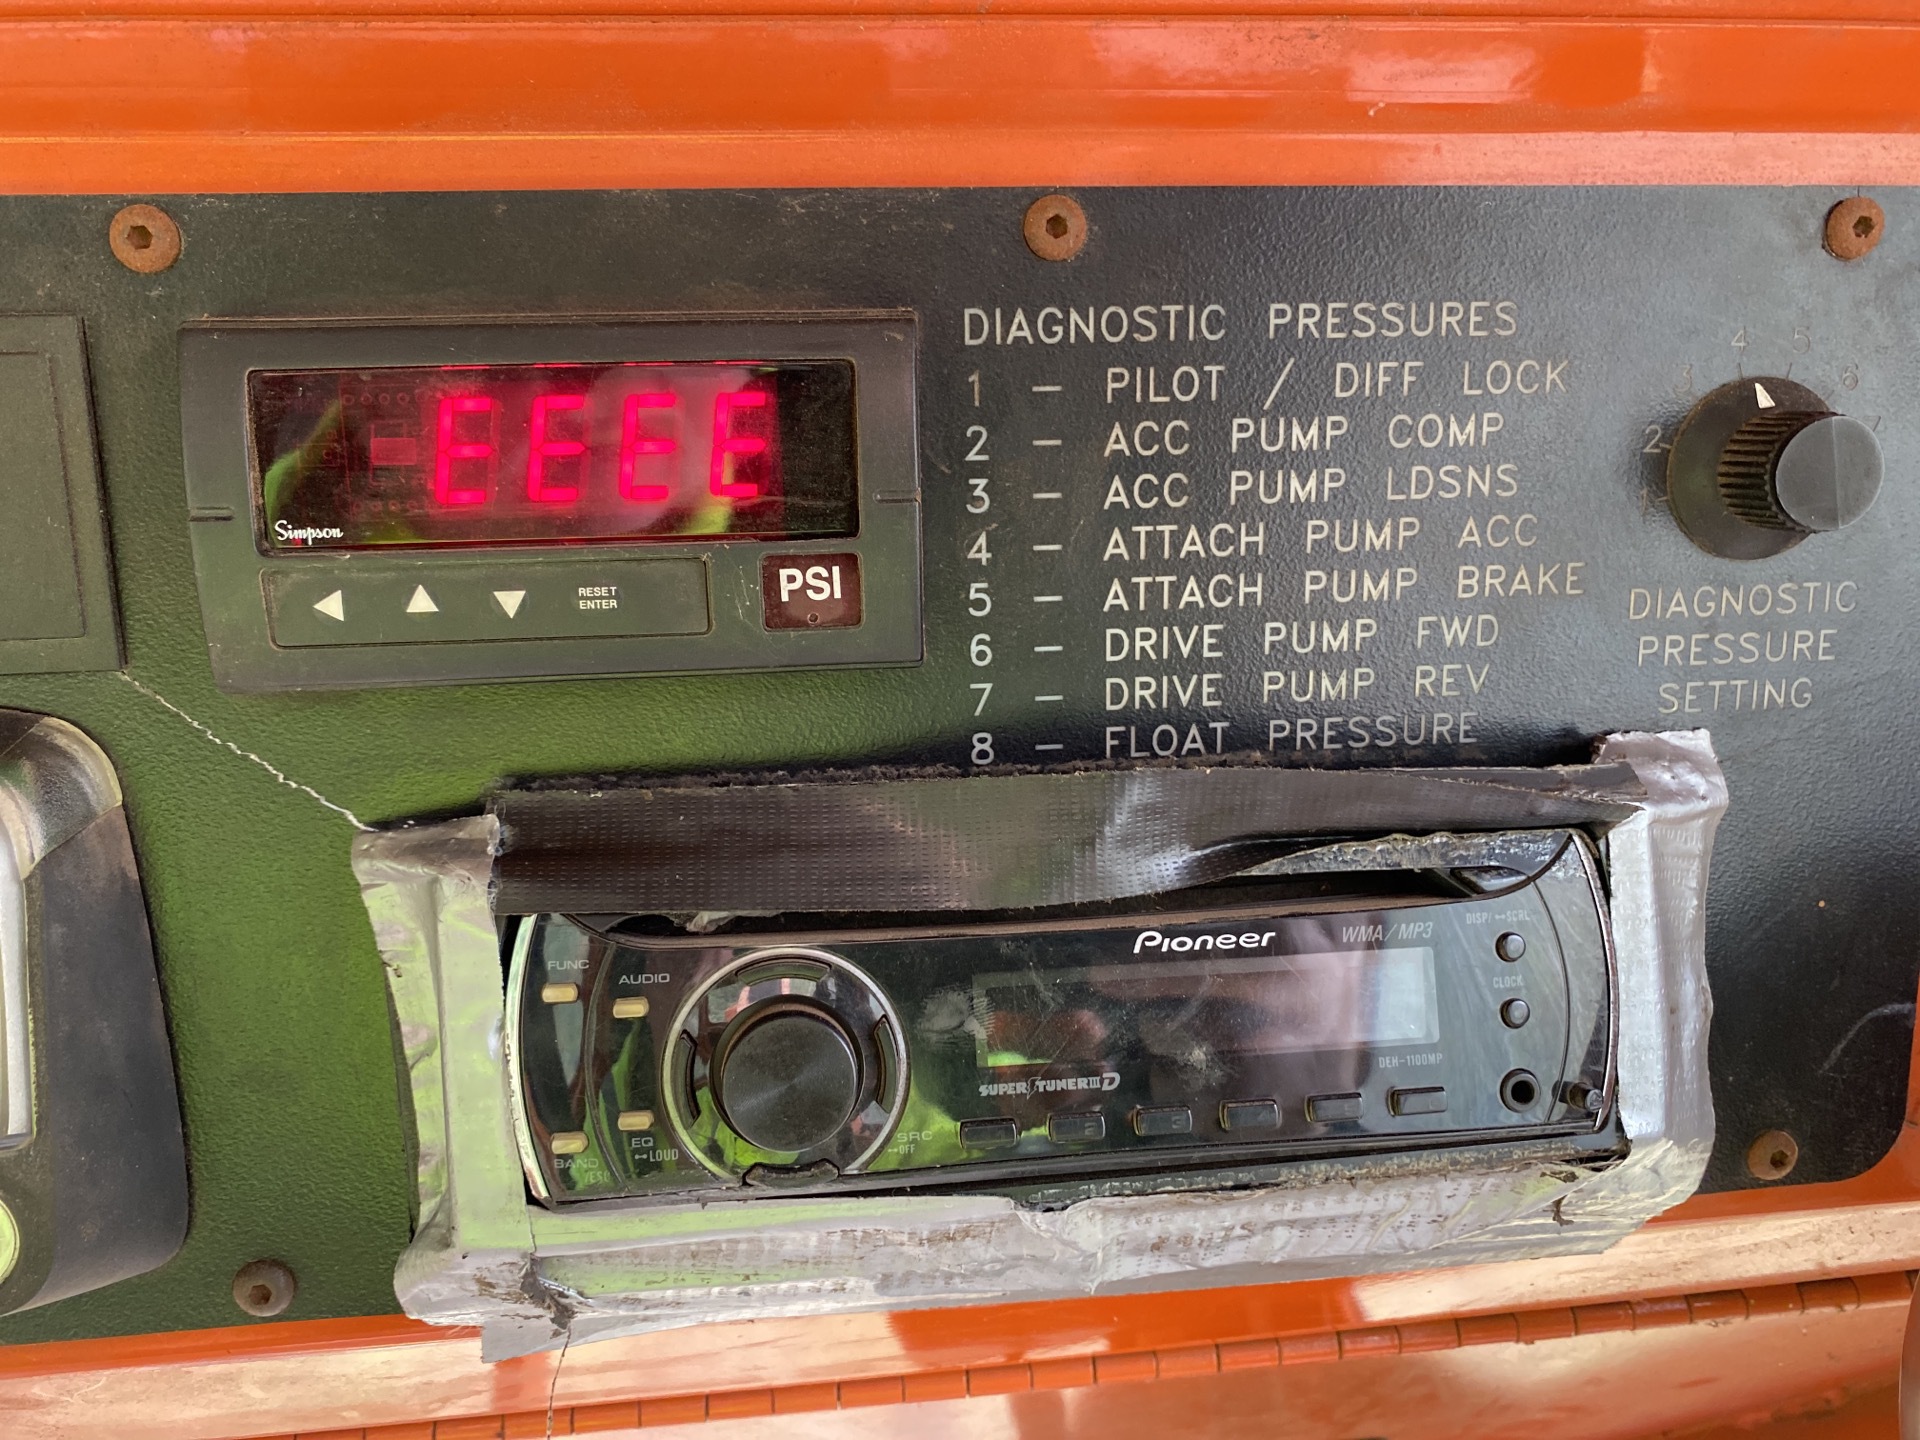 -EEEE
Simpson
RESET
ENTER
PSI
DIAGNOSTIC PRESSURES
1 - PILOT / DIFF LOCK
2 - ACC PUMP COMP
3 - ACC PUMP LDSNS
4 - ATTACH PUMP ACC
5 - ATTACH PUMP BRAKE
6 - DRIVE PUMP FWD
7 - DRIVE PUMP REV
8 - FLOAT PRESSURE
1 2 3 4 5 6 7
DIAGNOSTIC
PRESSURE
SETTING
Pioneer
WMA/MP3
DISP/ SCRL
CLOCK
FUNC
AUDIO
DEH-1100MP
SUPER TUNER III D
EQ
LOUD
SRC
OFF
BAND
/ESC
2
3